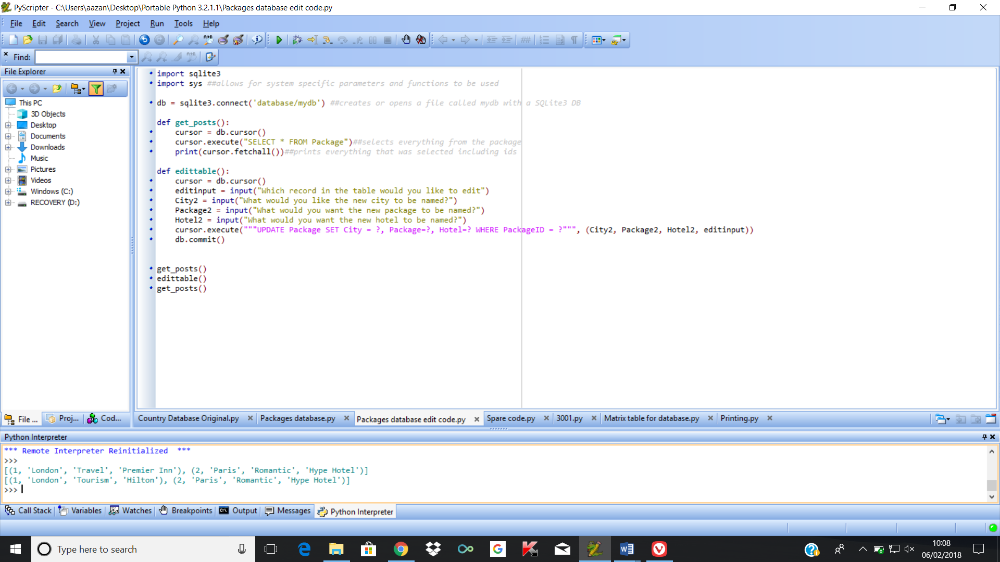 PyScripter - C:\Users\aazan\Desktop\Portable Python 3.2.1.1\Packages database edit code.py
File Edit Search View Project Run Tools Help
Find:
File Explorer
This PC
3D Objects
Desktop
Documents
Downloads
Music
Pictures
Videos
Windows (C:)
RECOVERY (D:)
import sqlite3
import sys ##allows for system specific parameters and functions to be used
db = sqlite3.connect('database/mydb') ##creates or opens a file called mydb with a SQLite3 DB
def get_posts():
    cursor = db.cursor()
    cursor.execute("SELECT * FROM Package")##selects everything from the package
    print(cursor.fetchall())##prints everything that was selected including ids
def edittable():
    cursor = db.cursor()
    editinput = input("Which record in the table would you like to edit")
    City2 = input("What would you like the new city to be named?")
    Package2 = input("What would you want the new package to be named?")
    Hotel2 = input("What would you want the new hotel to be named?")
    cursor.execute("""UPDATE Package SET City = ?, Package=?, Hotel=? WHERE PackageID = ?""", (City2, Package2, Hotel2, editinput))
    db.commit()
get_posts()
edittable()
get_posts()
File ... Proj... Cod...
Country Database Original.py Packages database.py Packages database edit code.py Spare code.py 3001.py Matrix table for database.py Printing.py
Python Interpreter
*** Remote Interpreter Reinitialized  ***
>>>
[(1, 'London', 'Travel', 'Premier Inn'), (2, 'Paris', 'Romantic', 'Hype Hotel')]
[(1, 'London', 'Tourism', 'Hilton'), (2, 'Paris', 'Romantic', 'Hype Hotel')]
>>>
Call Stack Variables Watches Breakpoints Output Messages Python Interpreter
Type here to search
10:08
06/02/2018